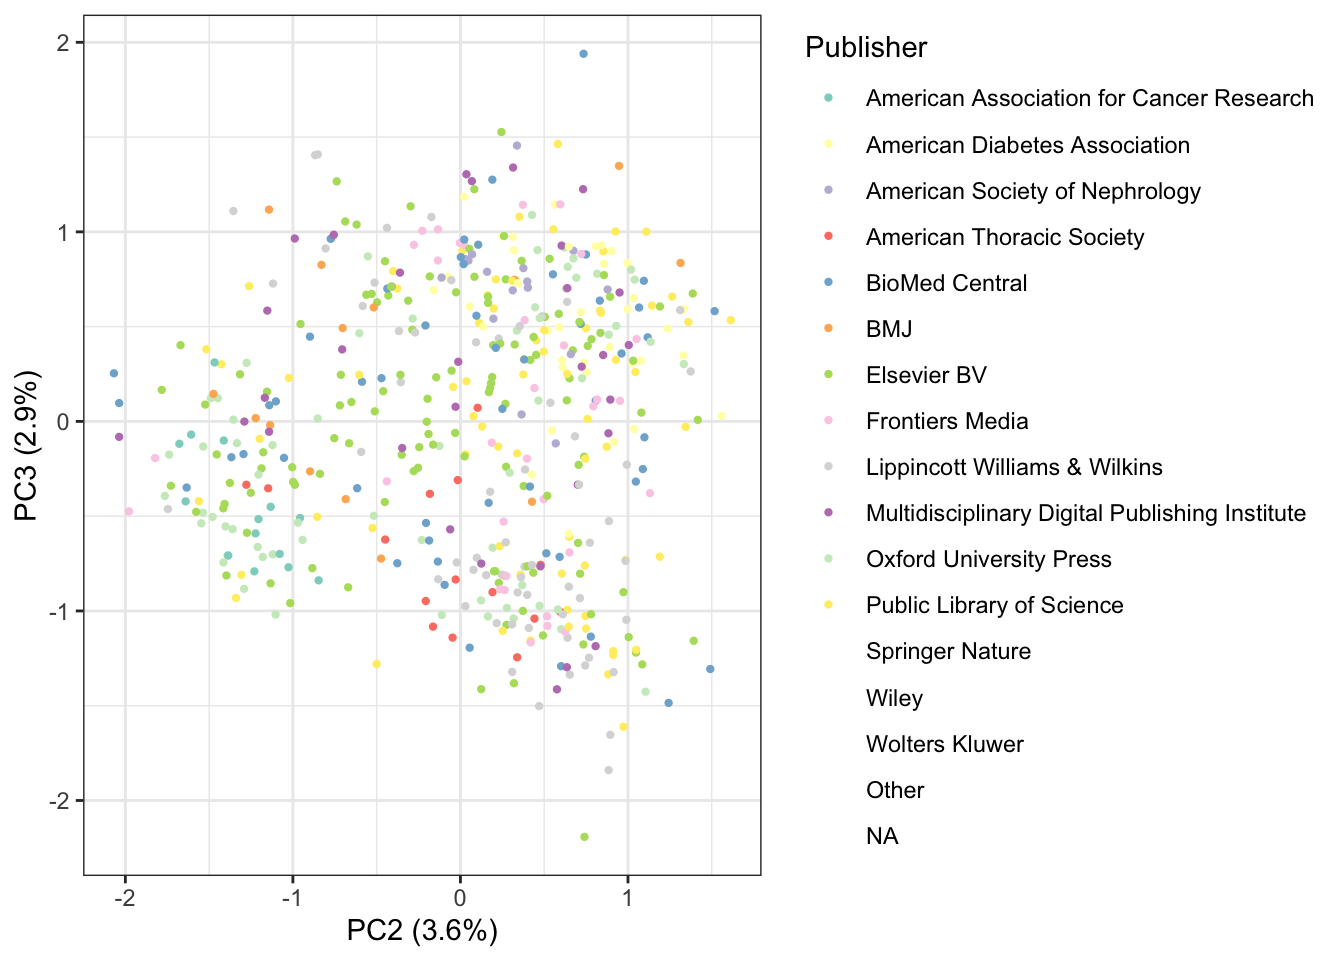 2
1
0
-1
-2
PC3 (2.9%)
-2
-1
0
1
PC2 (3.6%)
Publisher
American Association for Cancer Research
American Diabetes Association
American Society of Nephrology
American Thoracic Society
BioMed Central
BMJ
Elsevier BV
Frontiers Media
Lippincott Williams & Wilkins
Multidisciplinary Digital Publishing Institute
Oxford University Press
Public Library of Science
Springer Nature
Wiley
Wolters Kluwer
Other
NA